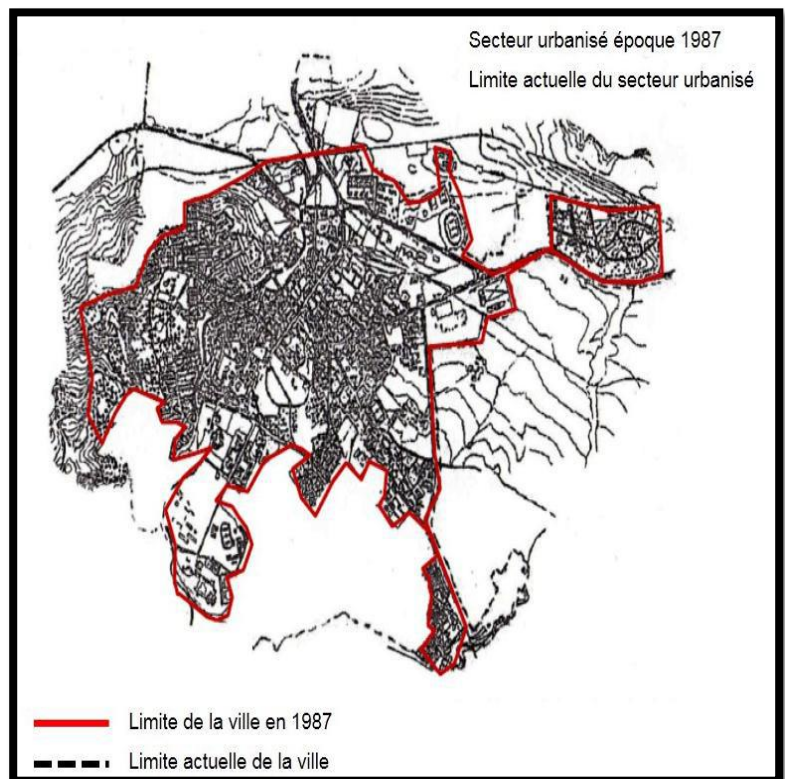 Secteur urbanisé époque 1987
Limite actuelle du secteur urbanisé
Limite de la ville en 1987
Limite actuelle de la ville